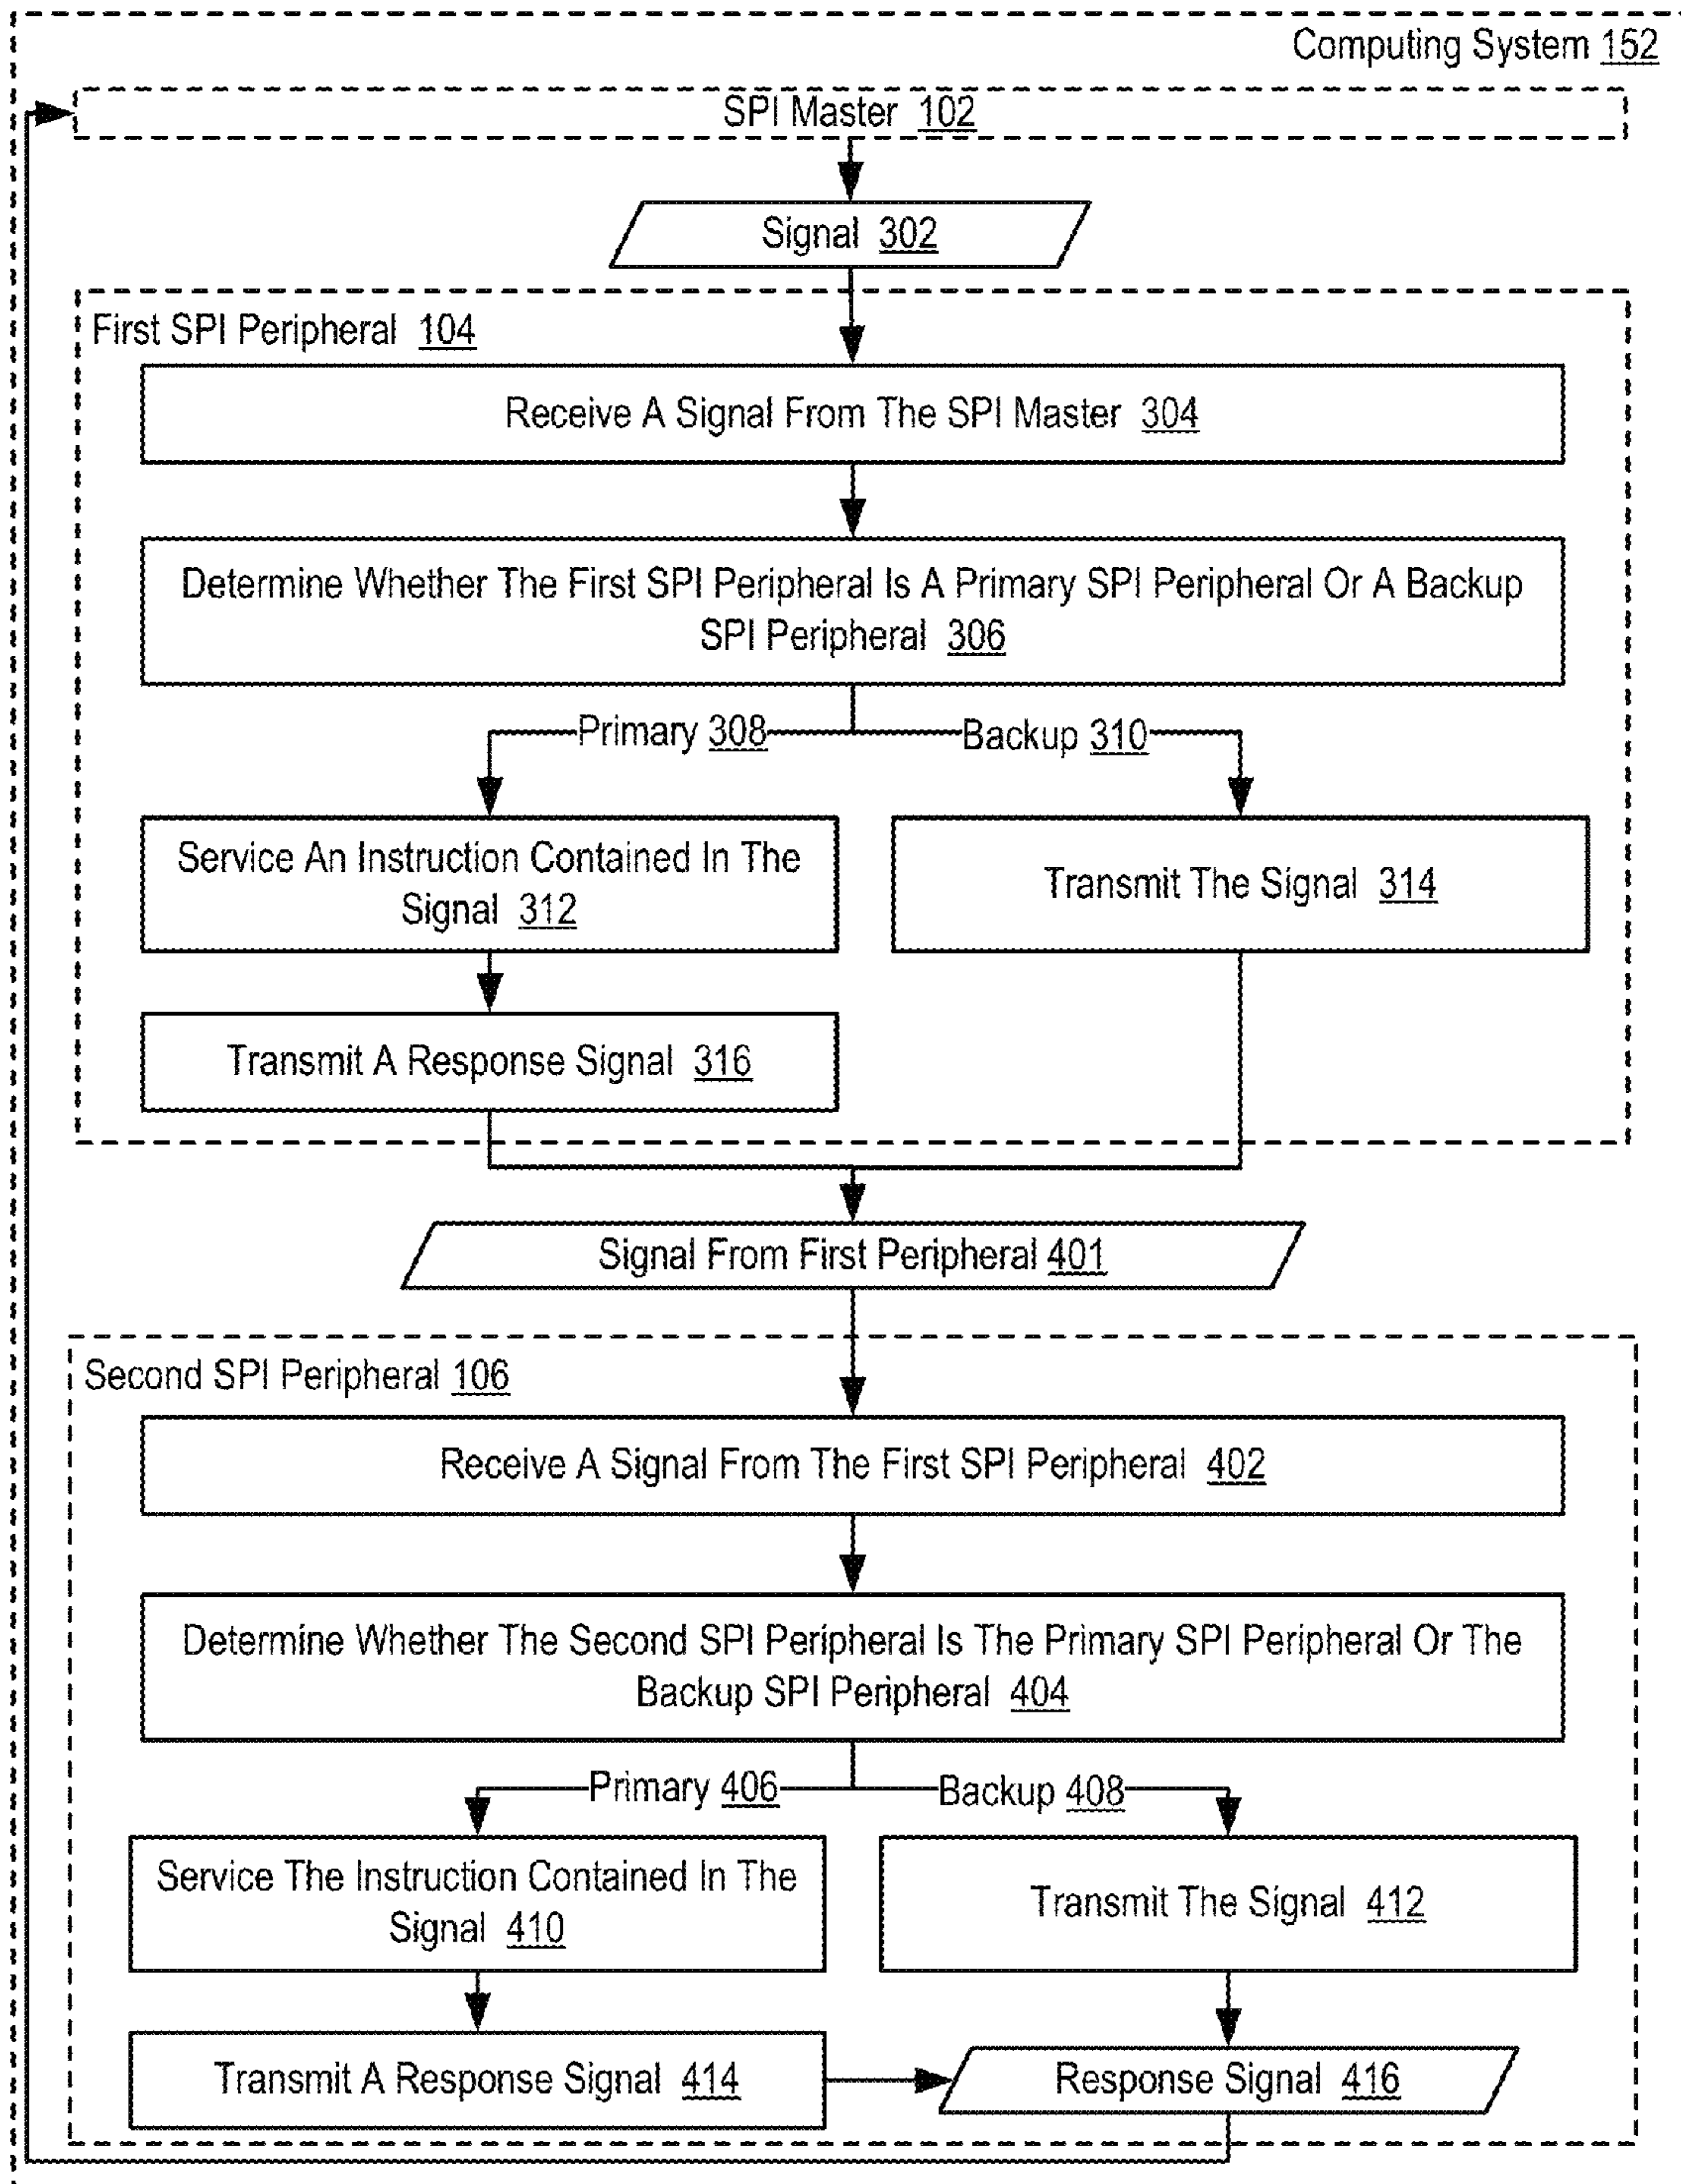 Computing System 152
SPI Master 102
Signal 302
First SPI Peripheral 104
Receive A Signal From The SPI Master 304
Determine Whether The First SPI Peripheral Is A Primary SPI Peripheral Or A Backup
SPI Peripheral 306
Primary 308
Backup 310
Service An Instruction Contained In The
Signal 312
Transmit The Signal 314
Transmit A Response Signal 316
Signal From First Peripheral 401
Second SPI Peripheral 106
Receive A Signal From The First SPI Peripheral 402
Determine Whether The Second SPI Peripheral Is The Primary SPI Peripheral Or The
Backup SPI Peripheral 404
Primary 406
Backup 408
Service The Instruction Contained In The
Signal 410
Transmit The Signal 412
Transmit A Response Signal 414
Response Signal 416